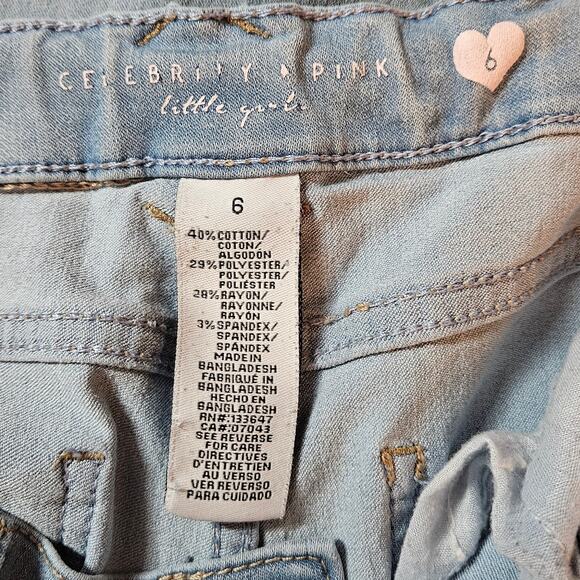 CELEBRITY PINK
6
little girls
6
40%COTTON/
COTON/
ALGODÓN
29%POLYESTER/
POLYESTER/
POLIÉSTER
28%RAYON/
RAYONNE/
RAYÓN
3%SPANDEX/
SPANDEX/
SPANDEX
MADE IN
BANGLADESH
FABRIQUÉ IN
BANGLADESH
HECHO EN
BANGLADESH
RN#:133647
CA#:07043
SEE REVERSE
FOR CARE
DIRECTIVES
D'ENTRETIEN
AU VERSO
VER REVERSO
PARA CUIDADO